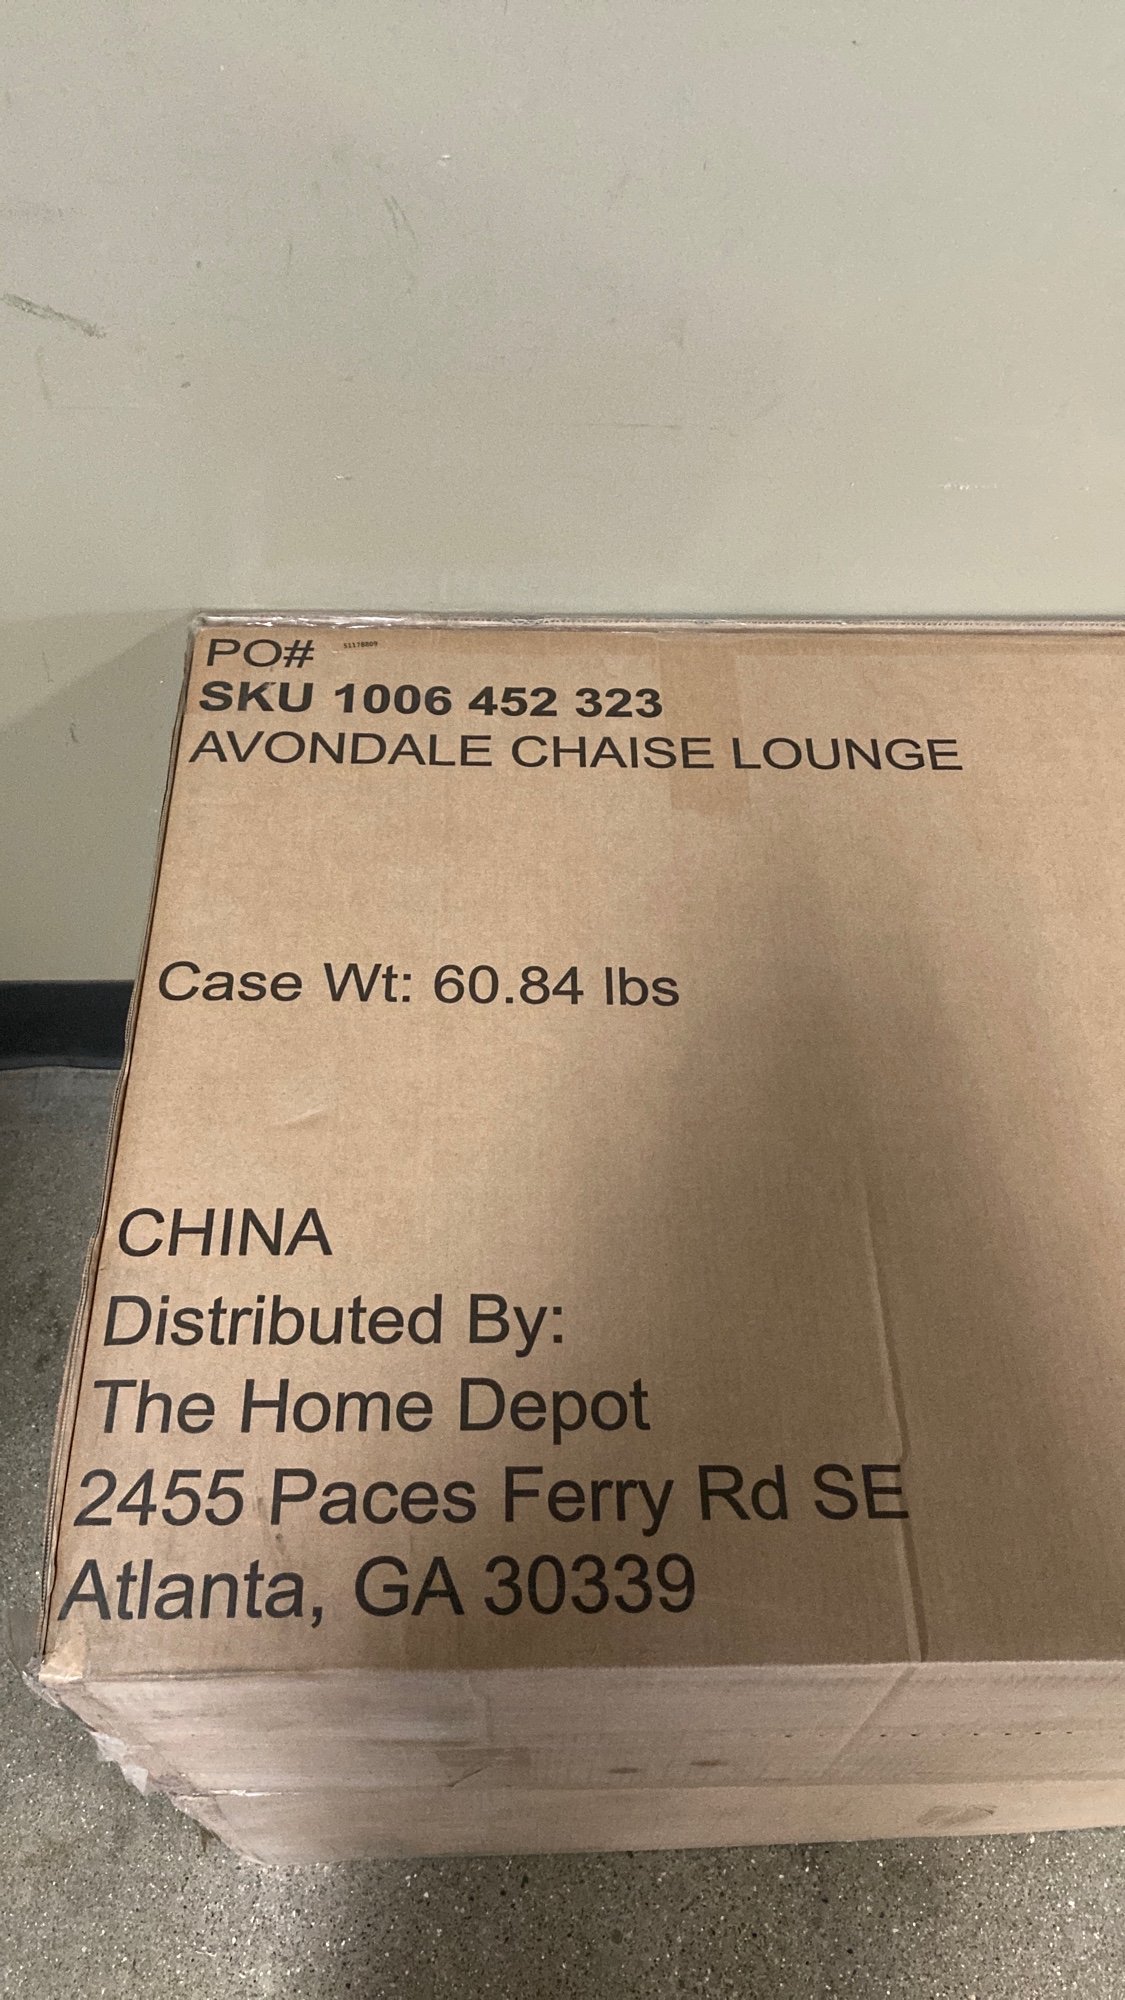 PO# 51178809
SKU 1006 452 323
AVONDALE CHAISE LOUNGE
Case Wt: 60.84 lbs
CHINA
Distributed By:
The Home Depot
2455 Paces Ferry Rd SE
Atlanta, GA 30339